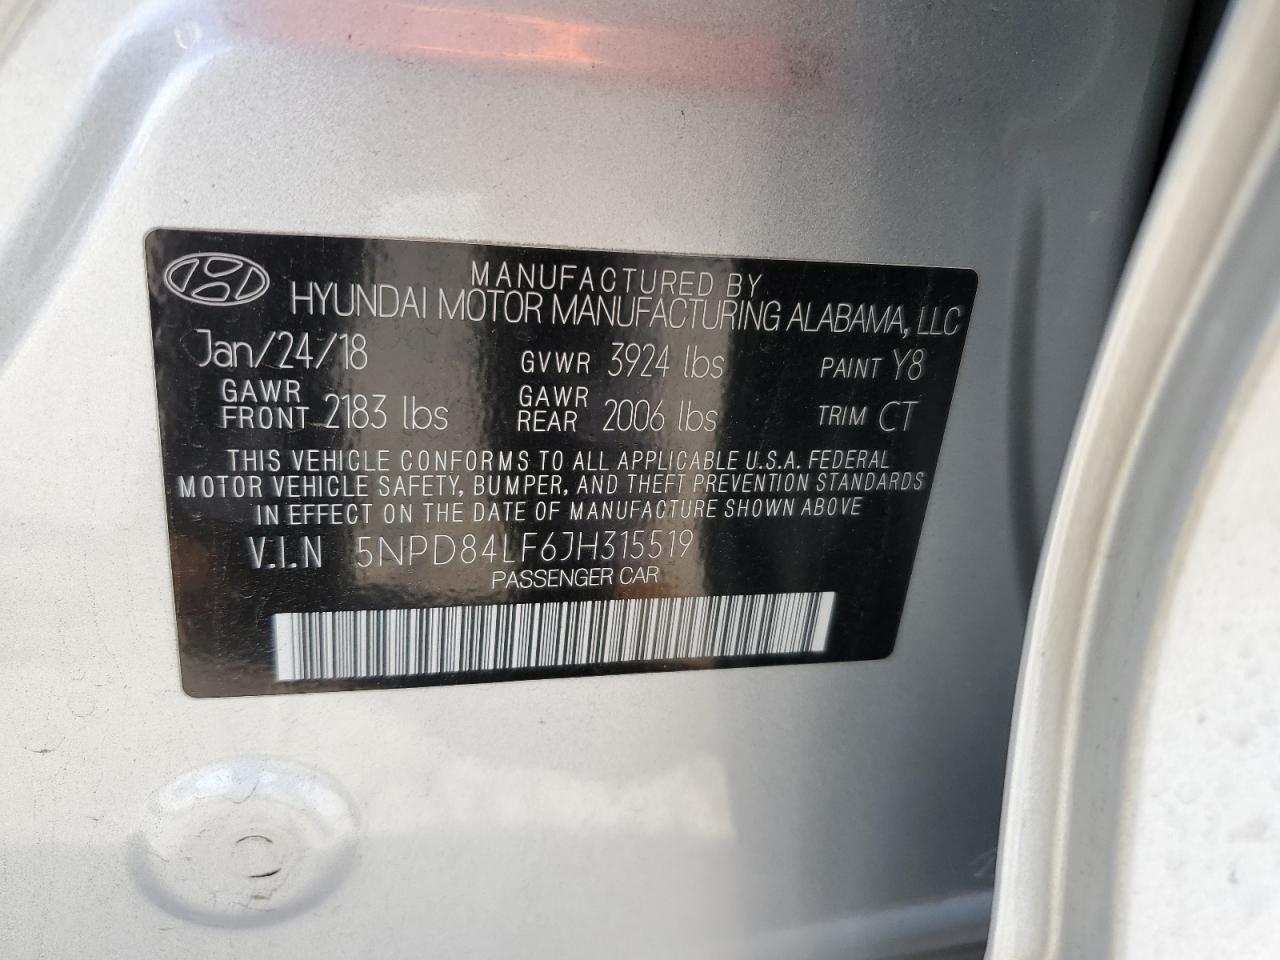 MANUFACTURED BY
HYUNDAI MOTOR MANUFACTURING ALABAMA, LLC
Jan/24/18 GVWR 3924 lbs PAINT Y8
GAWR FRONT 2183 lbs GAWR REAR 2006 lbs TRIM CT
THIS VEHICLE CONFORMS TO ALL APPLICABLE U.S.A. FEDERAL
MOTOR VEHICLE SAFETY, BUMPER, AND THEFT PREVENTION STANDARDS
IN EFFECT ON THE DATE OF MANUFACTURE SHOWN ABOVE
V.I.N 5NPD84LF6JH315519
PASSENGER CAR